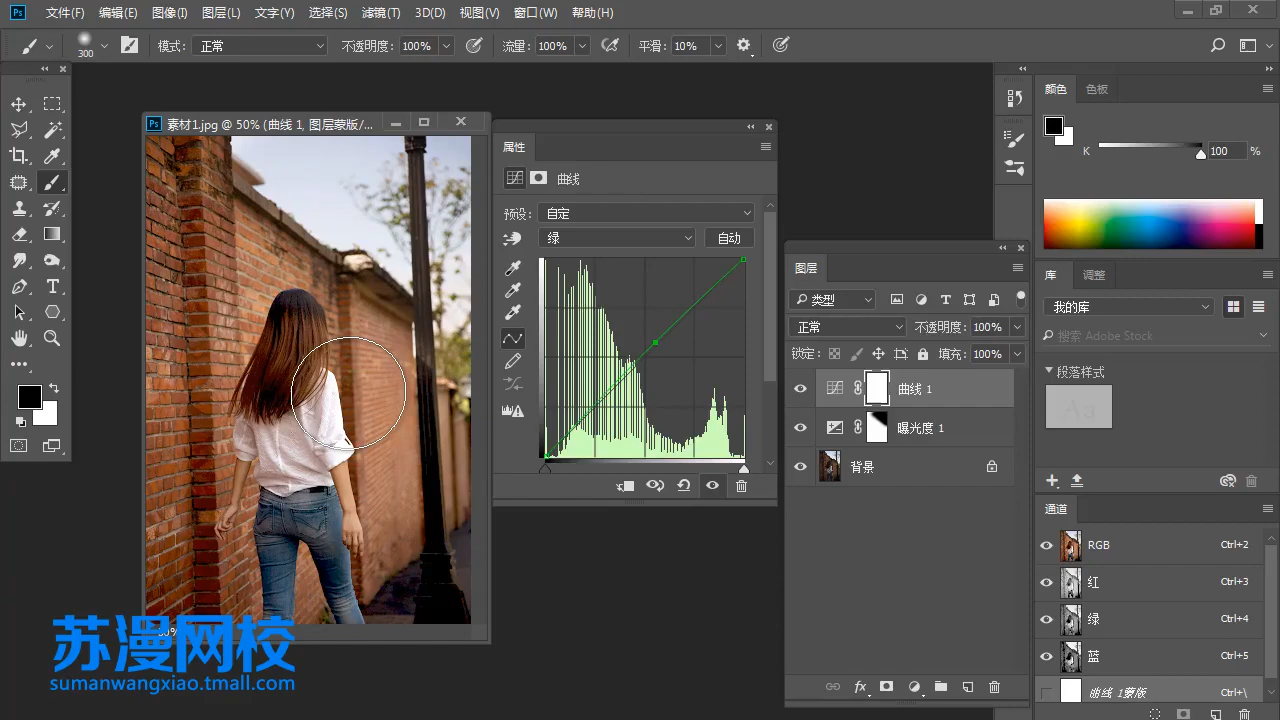 Ps 文件(F) 编辑(E) 图像(I) 图层(L) 文字(Y) 选择(S) 滤镜(T) 3D(D) 视图(V) 窗口(W) 帮助(H)
300 模式: 正常 不透明度: 100% 流量: 100% 平滑: 10%
素材1.jpg @ 50% (曲线 1, 图层蒙版/...
属性
曲线
预设: 自定
绿 自动
图层
类型
正常 不透明度: 100%
锁定: 填充: 100%
曲线 1
曝光度 1
背景
fx
颜色 色板
K 100 %
库 调整
我的库
搜索 Adobe Stock
段落样式
Aa
通道
RGB Ctrl+2
红 Ctrl+3
绿 Ctrl+4
蓝 Ctrl+5
曲线 1蒙版 Ctrl+\
苏漫网校
sumanwangxiao.tmall.com